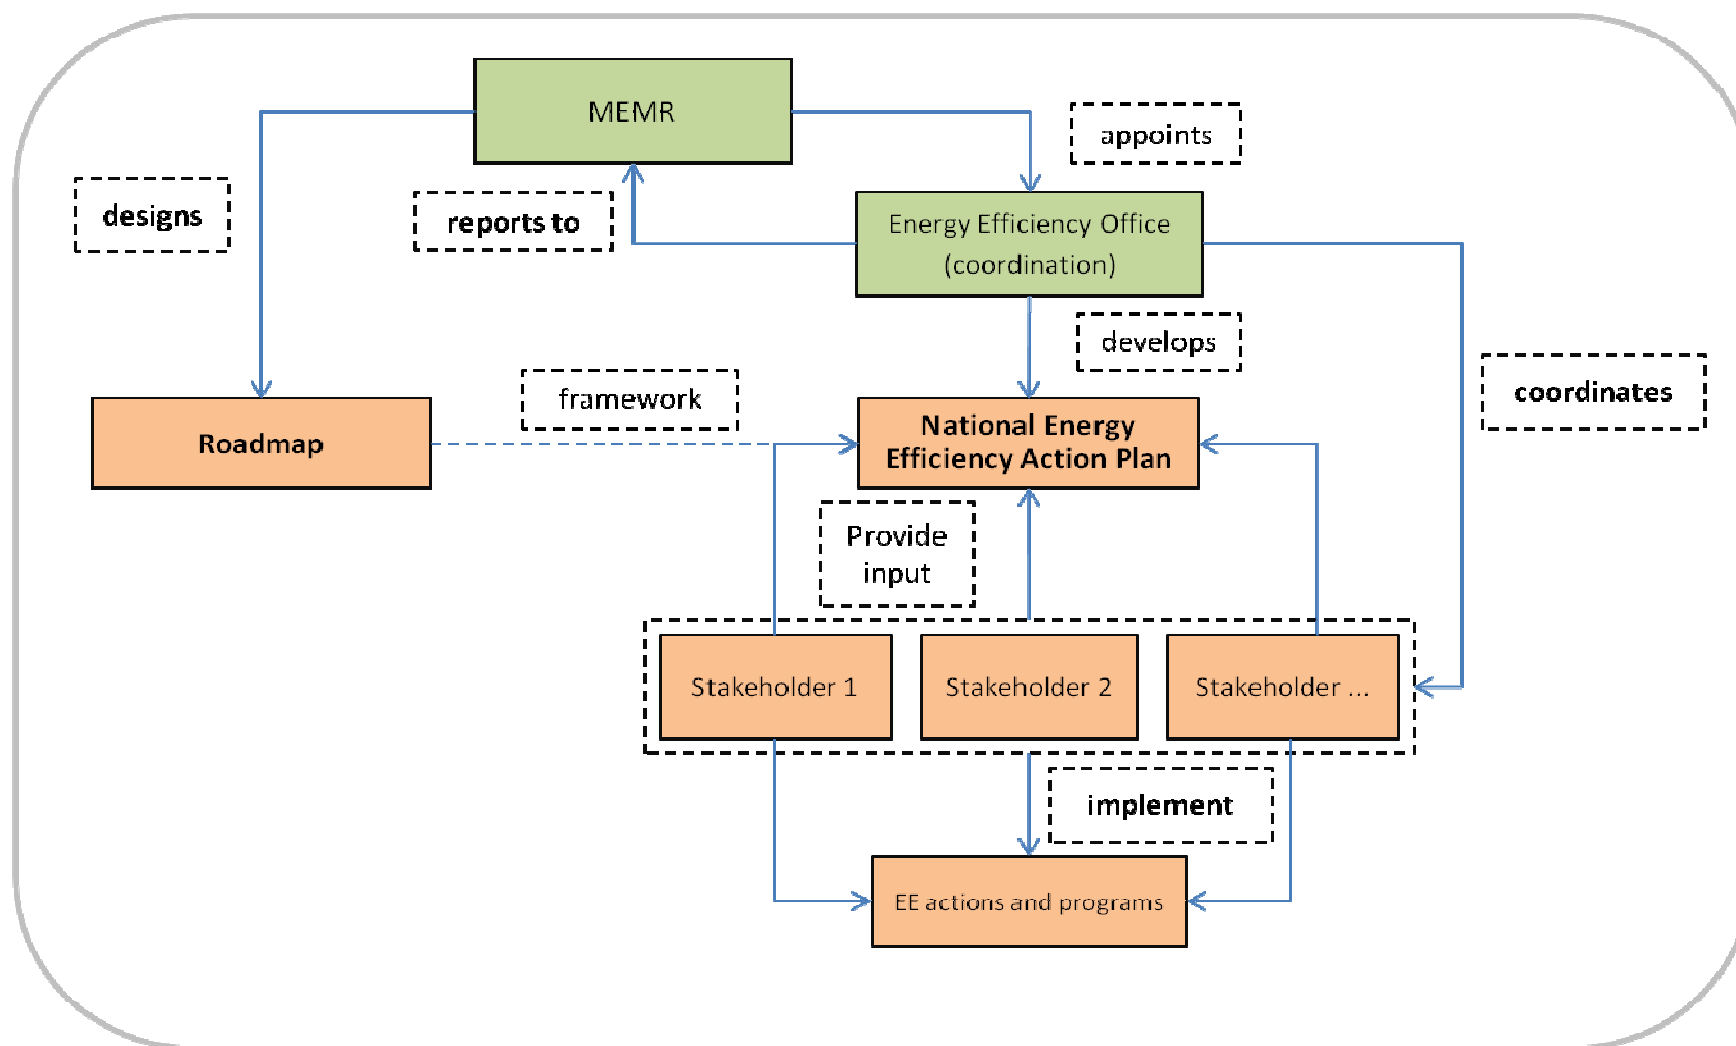 MEMR
appoints
designs
reports to
Energy Efficiency Office
(coordination)
develops
coordinates
framework
Roadmap
National Energy
Efficiency Action Plan
Provide
input
Stakeholder 1
Stakeholder 2
Stakeholder ...
implement
EE actions and programs